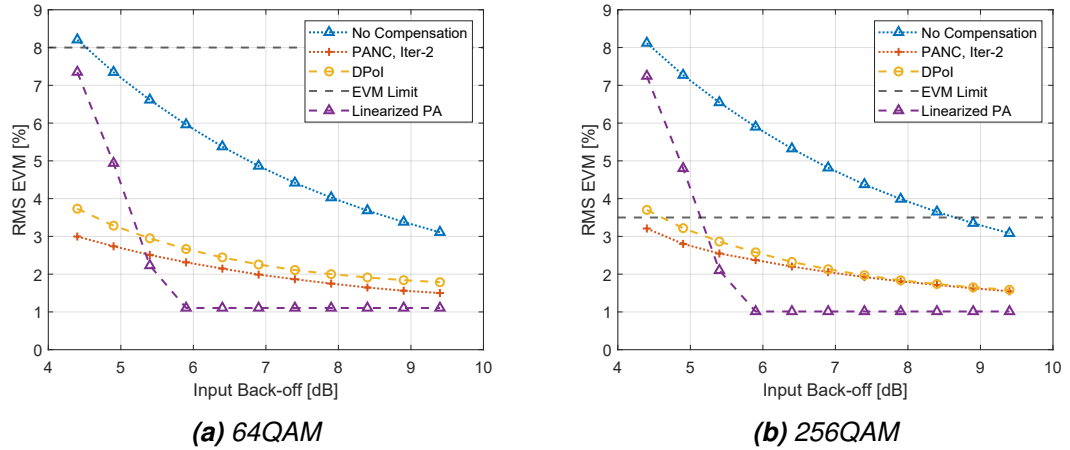 9
8
7
6
5
4
3
2
1
0
RMS EVM [%]
4 5 6 7 8 9 10
Input Back-off [dB]
No Compensation
PANC, Iter-2
DPoI
EVM Limit
Linearized PA
(a) 64QAM
9
8
7
6
5
4
3
2
1
0
RMS EVM [%]
4 5 6 7 8 9 10
Input Back-off [dB]
No Compensation
PANC, Iter-2
DPoI
EVM Limit
Linearized PA
(b) 256QAM